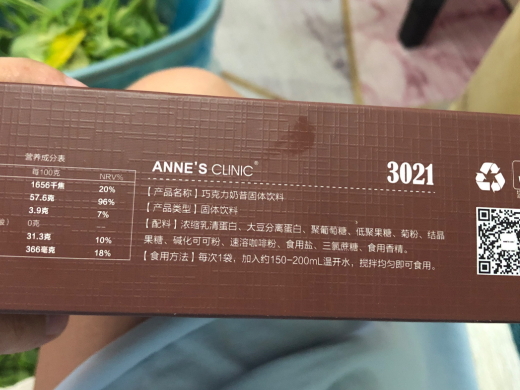 营养成分表
每100克 NRV%
1656千焦 20%
57.6克 96%
3.9克 7%
0克
31.3克 10%
366毫克 18%
ANNE'S CLINIC®
3021
【产品名称】巧克力奶昔固体饮料
【产品类型】固体饮料
【配料】浓缩乳清蛋白、大豆分离蛋白、聚葡萄糖、低聚果糖、菊粉、结晶
果糖、碱化可可粉、速溶咖啡粉、食用盐、三氯蔗糖、食用香精。
【食用方法】每次1袋，加入约150-200mL温开水，搅拌均匀即可食用。